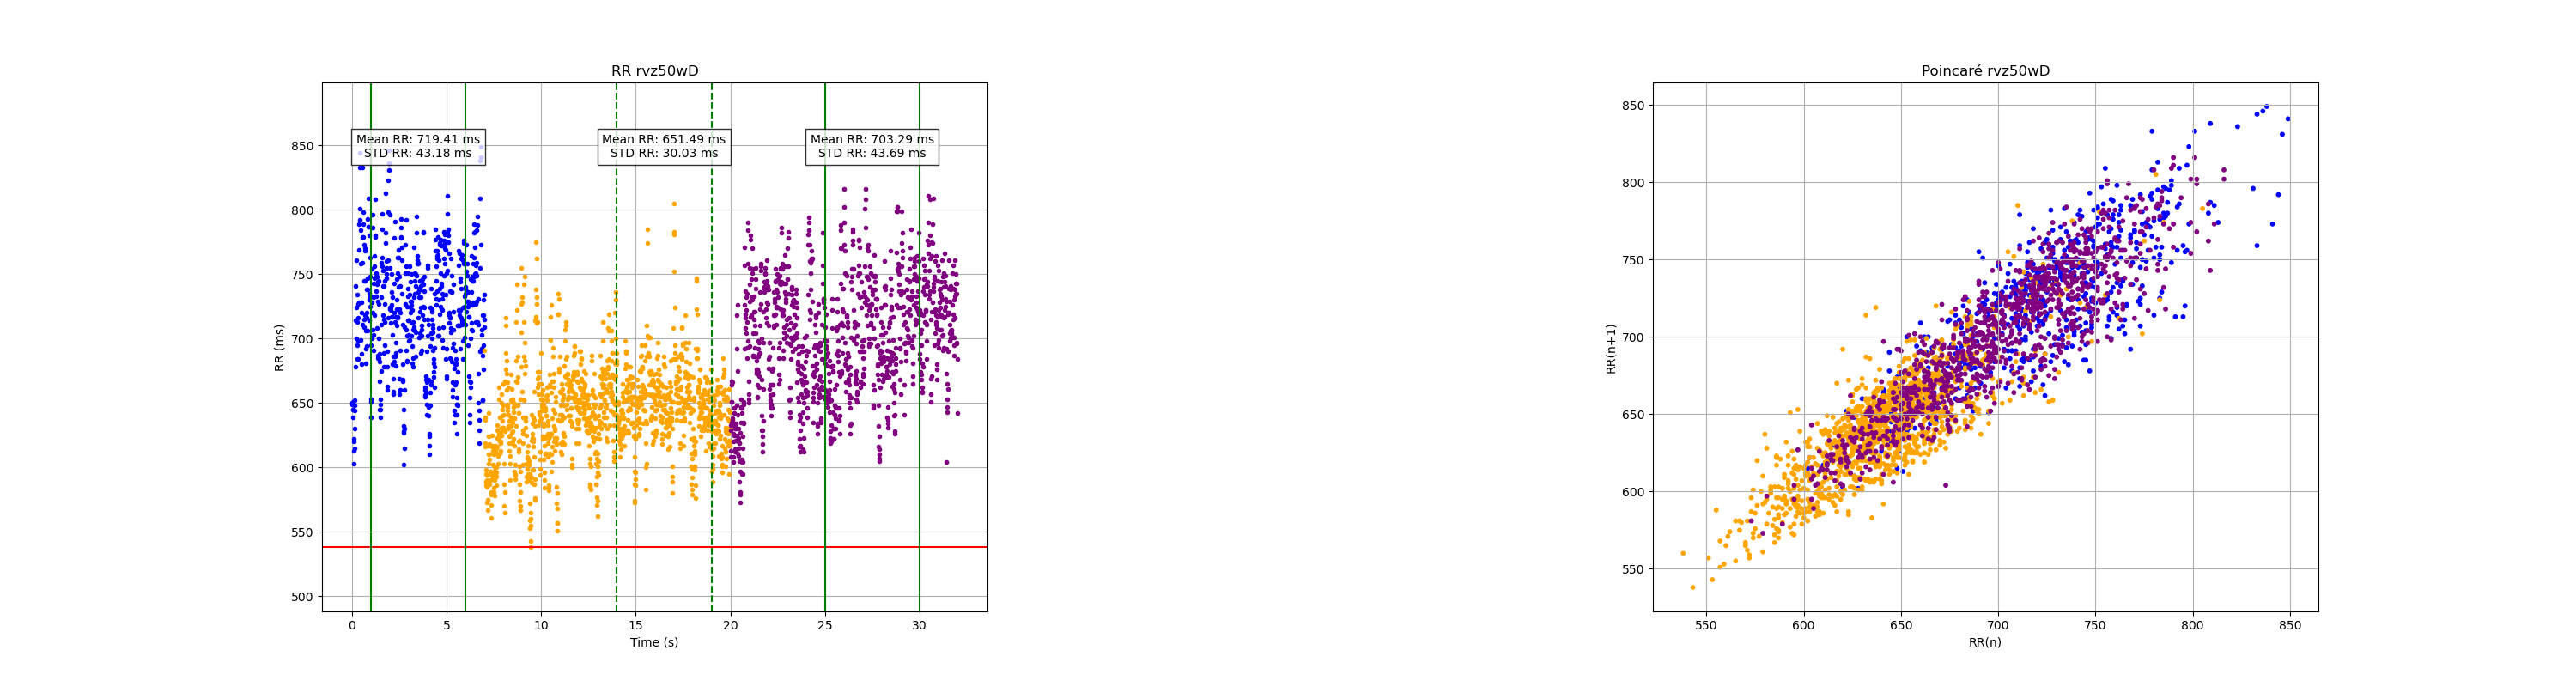 RR rvz50wD
Mean RR: 719.41 ms
STD RR: 43.18 ms
Mean RR: 651.49 ms
STD RR: 30.03 ms
Mean RR: 703.29 ms
STD RR: 43.69 ms
850
800
750
700
650
600
550
500
RR (ms)
0 5 10 15 20 25 30
Time (s)
Poincaré rvz50wD
850
800
750
700
650
600
550
RR(n+1)
550 600 650 700 750 800 850
RR(n)